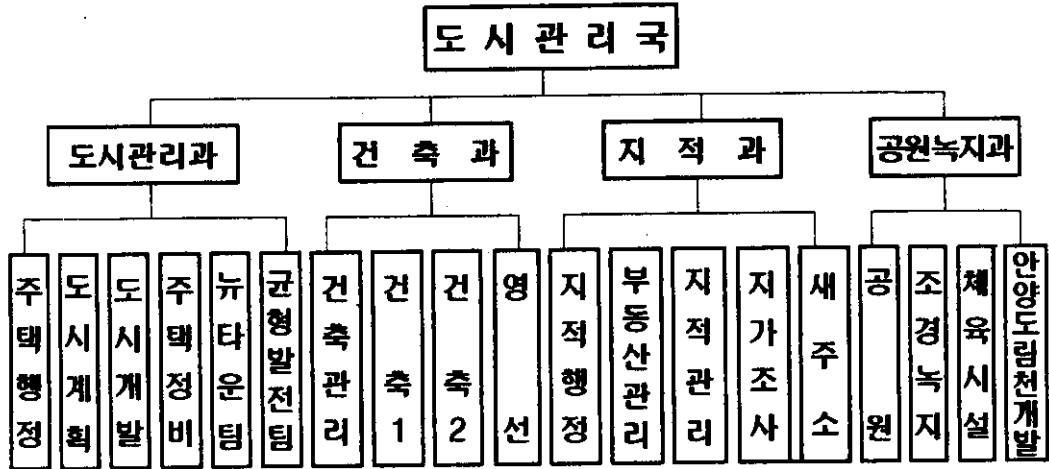 도시관리국
도시관리과
건축과
지적과
공원녹지과
주택행정
도시계획
도시개발
주택정비
뉴타운팀
균형발전팀
건축관리
건축1
건축2
영선
지적행정
부동산관리
지적관리
지가조사
새주소
공원
조경녹지
체육시설
안양도림천개발